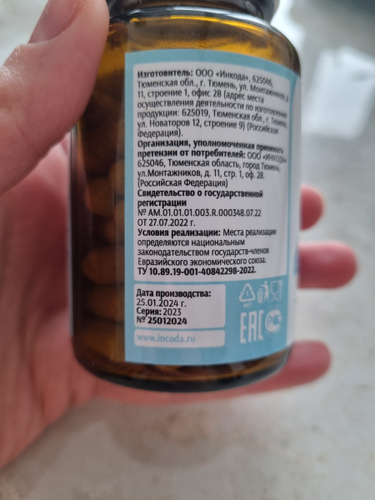 Изготовитель: ООО «Инкода», 625046,
Тюменская обл., г. Тюмень, ул. Монтажников, д.
11, строение 1, офис 28 (адрес места
осуществления деятельности по изготовлению
продукции: 625019, Тюменская обл., г. Тюмень,
ул. Новаторов 12, строение 9) (Российская
Федерация).
Организация, уполномоченная принимать
претензии от потребителей: ООО «ИНКОДА»
625046, Тюменская область, город Тюмень,
ул.Монтажников, д. 11, стр. 1, оф. 28.
(Российская Федерация)
Свидетельство о государственной
регистрации
№ AM.01.01.01.003.R.000348.07.22
ОТ 27.07.2022 г.
Условия реализации: Места реализации
определяются национальным
законодательством государств-членов
Евразийского экономического союза.
ТУ 10.89.19-001-40842298-2022.
Дата производства:
25.01.2024 г.
Серия: 2023
№ 25012024
www.incoda.ru
EAC